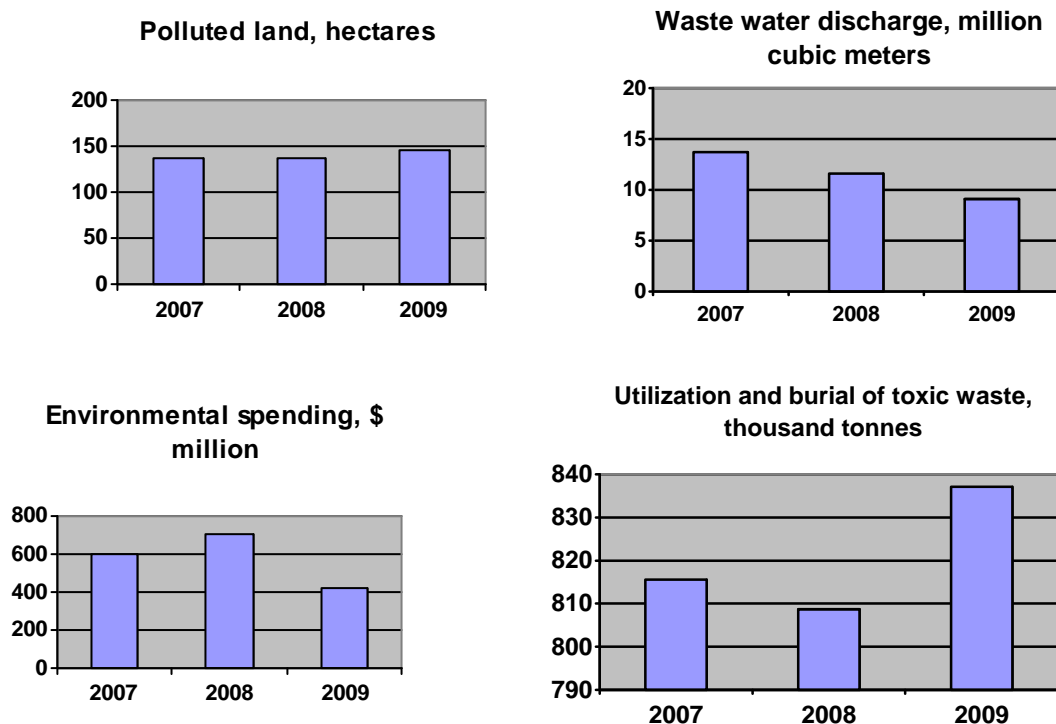 Polluted land, hectares
200
150
100
50
0
2007 2008 2009
Waste water discharge, million
cubic meters
20
15
10
5
0
2007 2008 2009
Environmental spending, $
million
800
600
400
200
0
2007 2008 2009
Utilization and burial of toxic waste,
thousand tonnes
840
830
820
810
800
790
2007 2008 2009